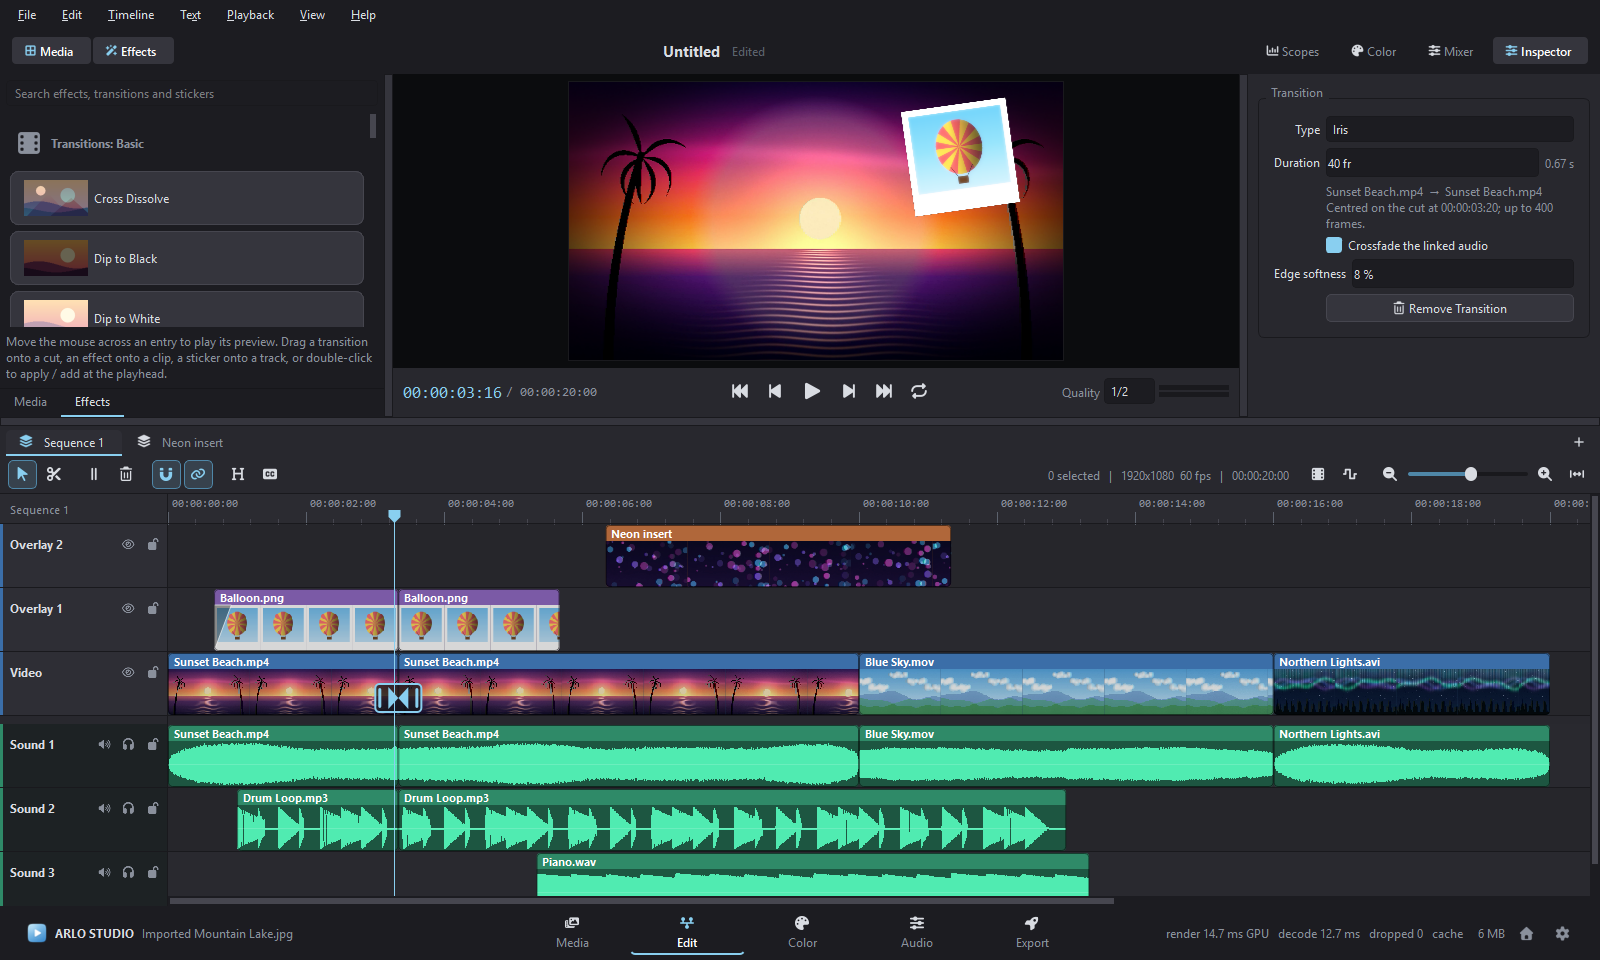 File Edit Timeline Text Playback View Help
Media Effects Untitled Edited Scopes Color Mixer Inspector
Search effects, transitions and stickers
Transitions: Basic
Cross Dissolve
Dip to Black
Dip to White
Move the mouse across an entry to play its preview. Drag a transition
onto a cut, an effect onto a clip, a sticker onto a track, or double-click
to apply / add at the playhead.
Media Effects
00:00:03:16 / 00:00:20:00
Quality 1/2
Transition
Type Iris
Duration 40 fr 0.67 s
Sunset Beach.mp4 → Sunset Beach.mp4
Centred on the cut at 00:00:03:20; up to 400
frames.
Crossfade the linked audio
Edge softness 8 %
Remove Transition
Sequence 1 Neon insert
0 selected | 1920x1080 60 fps | 00:00:20:00
Sequence 1
00:00:00:00 00:00:02:00 00:00:04:00 00:00:06:00 00:00:08:00 00:00:10:00 00:00:12:00 00:00:14:00 00:00:16:00 00:00:18:00 00:00:
Overlay 2
Neon insert
Overlay 1
Balloon.png Balloon.png
Video
Sunset Beach.mp4 Sunset Beach.mp4 Blue Sky.mov Northern Lights.avi
Sound 1
Sunset Beach.mp4 Sunset Beach.mp4 Blue Sky.mov Northern Lights.avi
Sound 2
Drum Loop.mp3 Drum Loop.mp3
Sound 3
Piano.wav
ARLO STUDIO Imported Mountain Lake.jpg
Media Edit Color Audio Export
render 14.7 ms GPU decode 12.7 ms dropped 0 cache 6 MB